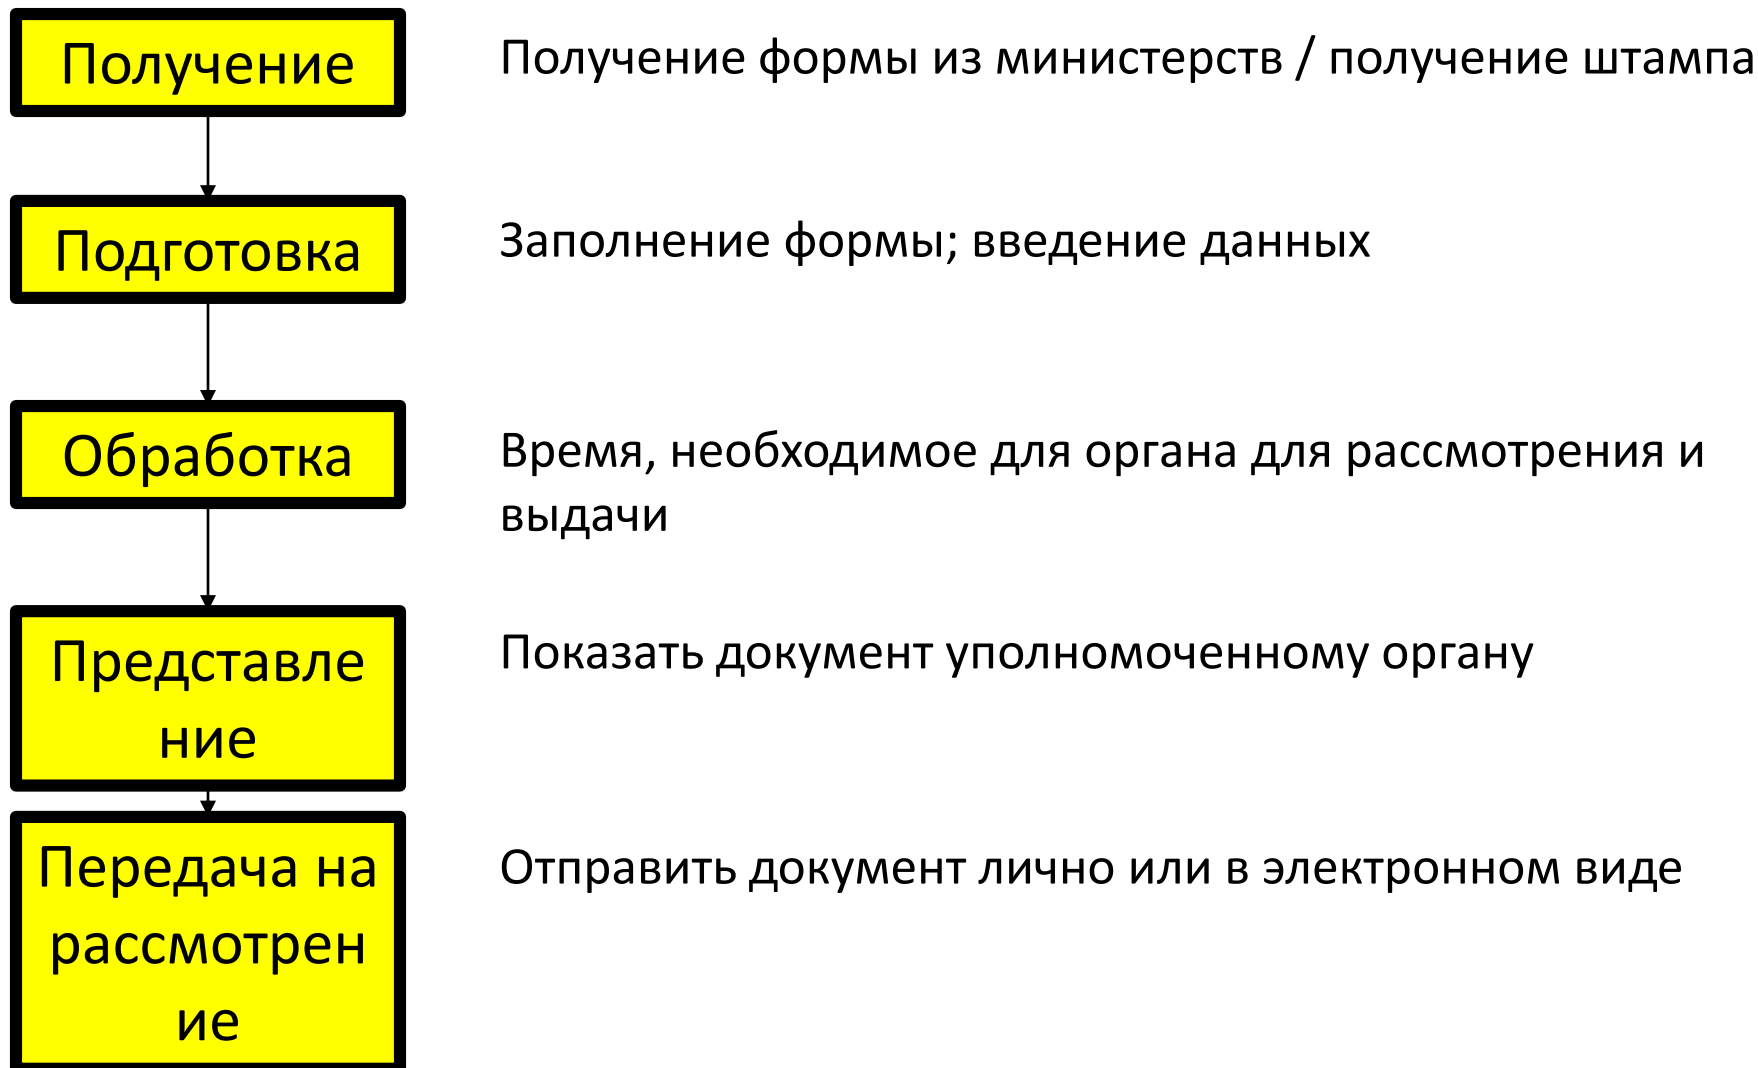 Получение
Получение формы из министерств / получение штампа
Подготовка
Заполнение формы; введение данных
Обработка
Время, необходимое для органа для рассмотрения и
выдачи
Представле
ние
Показать документ уполномоченному органу
Передача на
рассмотрен
ие
Отправить документ лично или в электронном виде